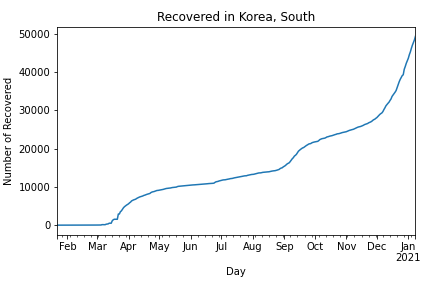 Recovered in Korea, South
50000
40000
30000
20000
10000
0
Number of Recovered
Feb Mar Apr May Jun Jul Aug Sep Oct Nov Dec Jan
2021
Day